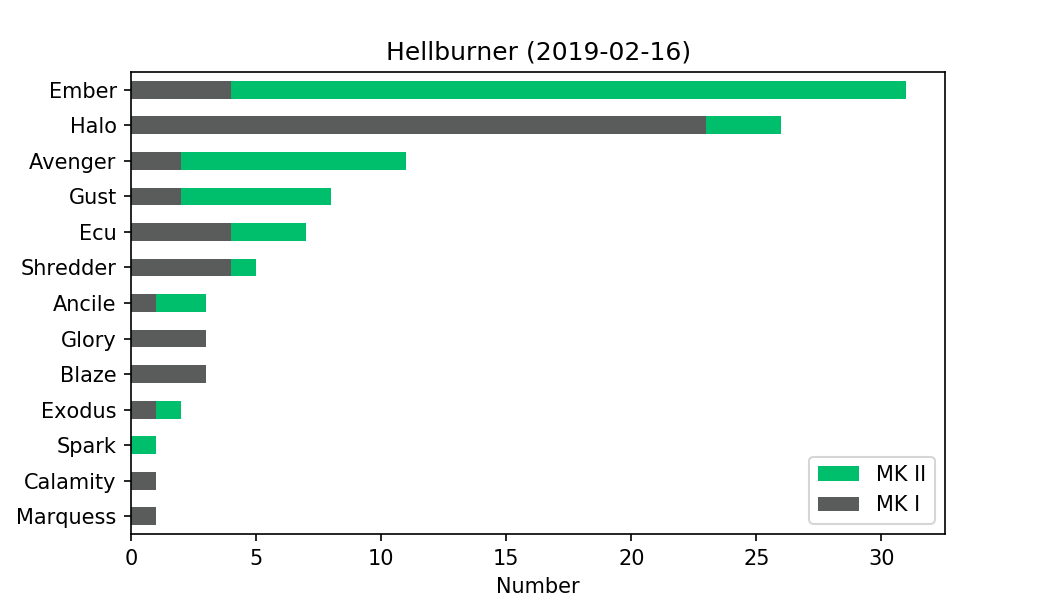 Hellburner (2019-02-16)
Ember
Halo
Avenger
Gust
Ecu
Shredder
Ancile
Glory
Blaze
Exodus
Spark
Calamity
Marquess
MK II
MK I
0 5 10 15 20 25 30
Number